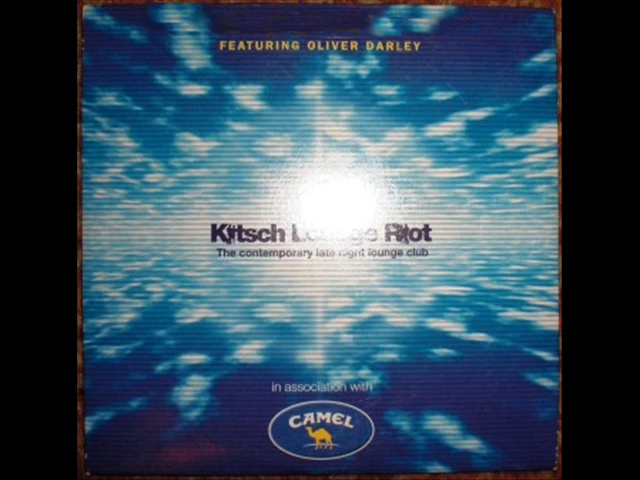 FEATURING OLIVER DARLEY
Kitsch Lounge Riot
The contemporary late night lounge club
in association with
CAMEL